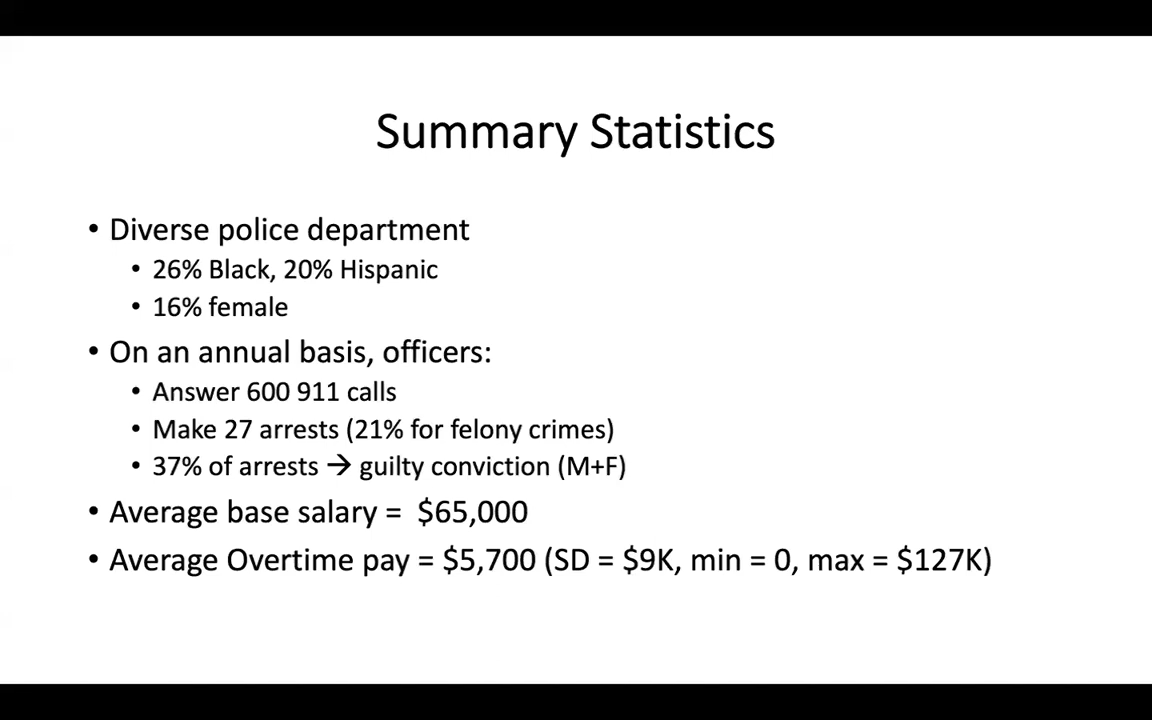 Summary Statistics
• Diverse police department
• 26% Black, 20% Hispanic
• 16% female
• On an annual basis, officers:
• Answer 600 911 calls
• Make 27 arrests (21% for felony crimes)
• 37% of arrests → guilty conviction (M+F)
• Average base salary = $65,000
• Average Overtime pay = $5,700 (SD = $9K, min = 0, max = $127K)